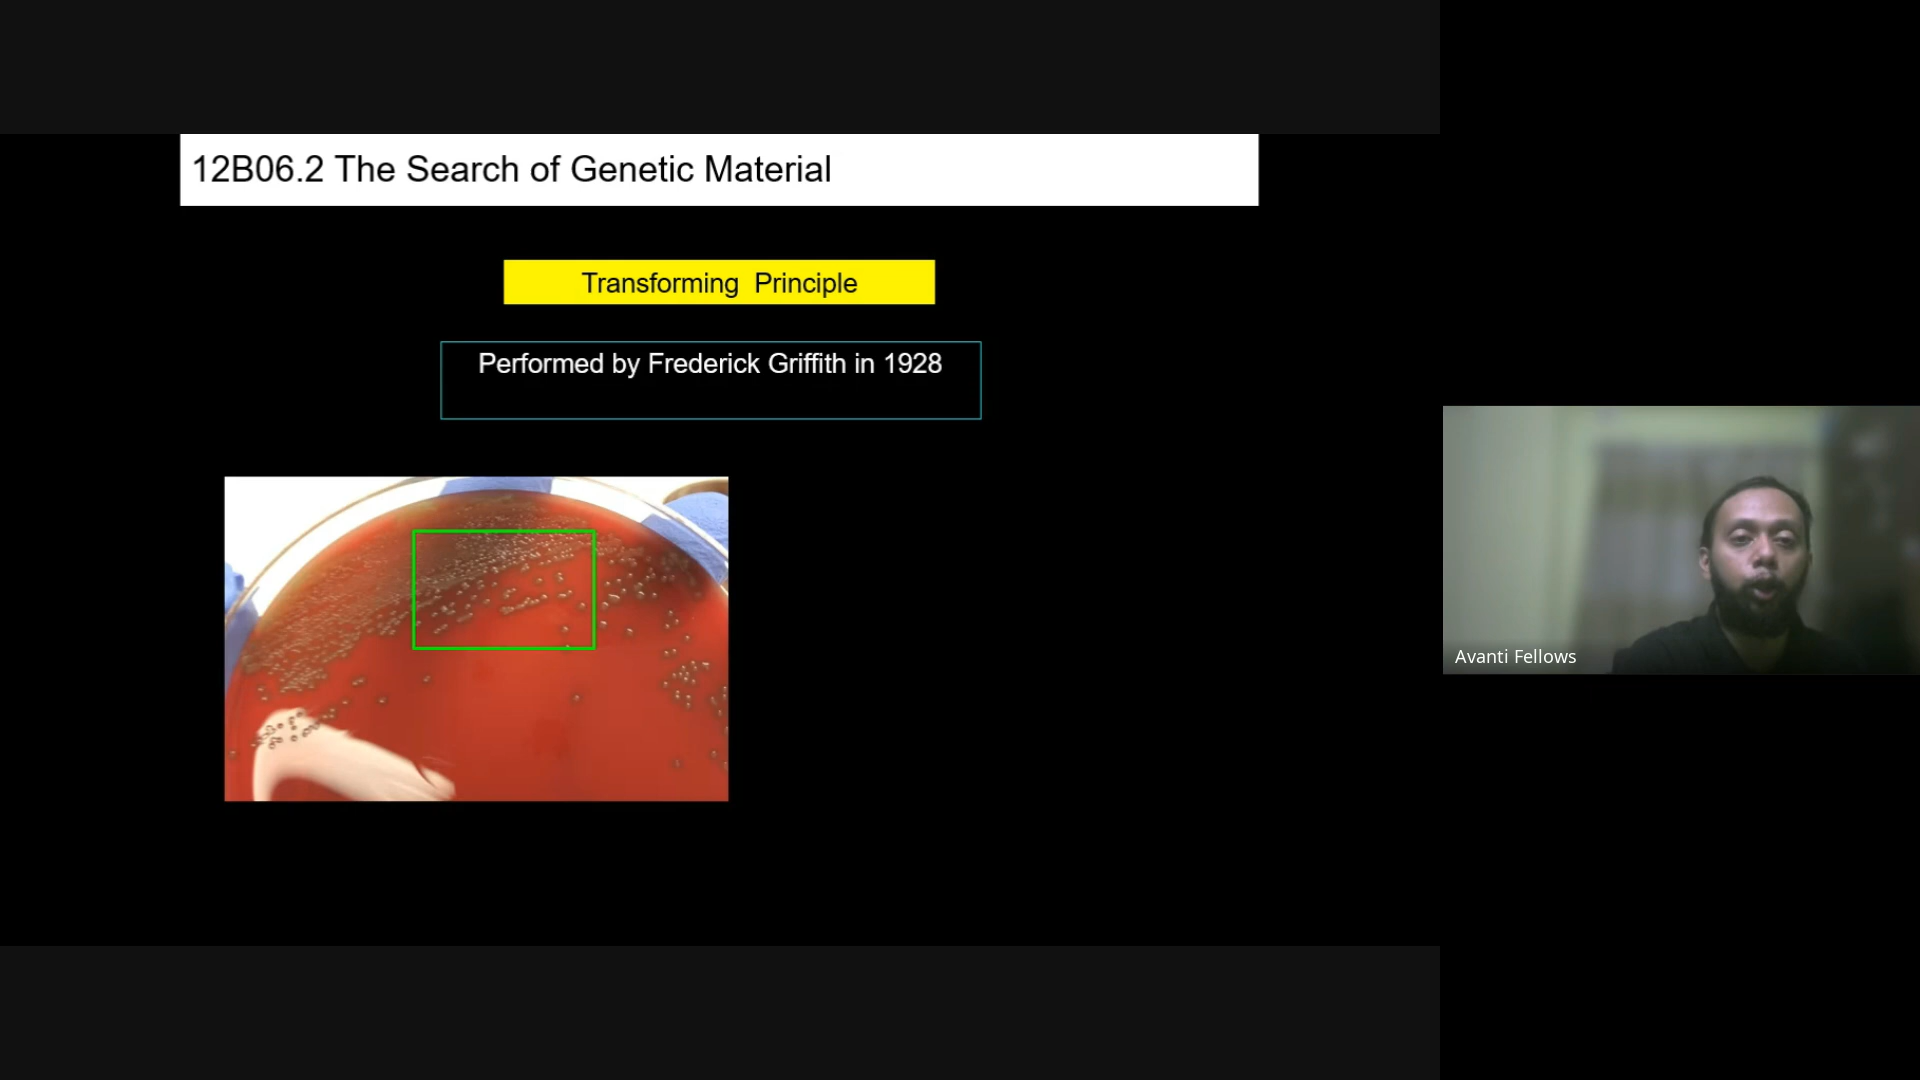 12B06.2 The Search of Genetic Material
Transforming Principle
Performed by Frederick Griffith in 1928
Avanti Fellows